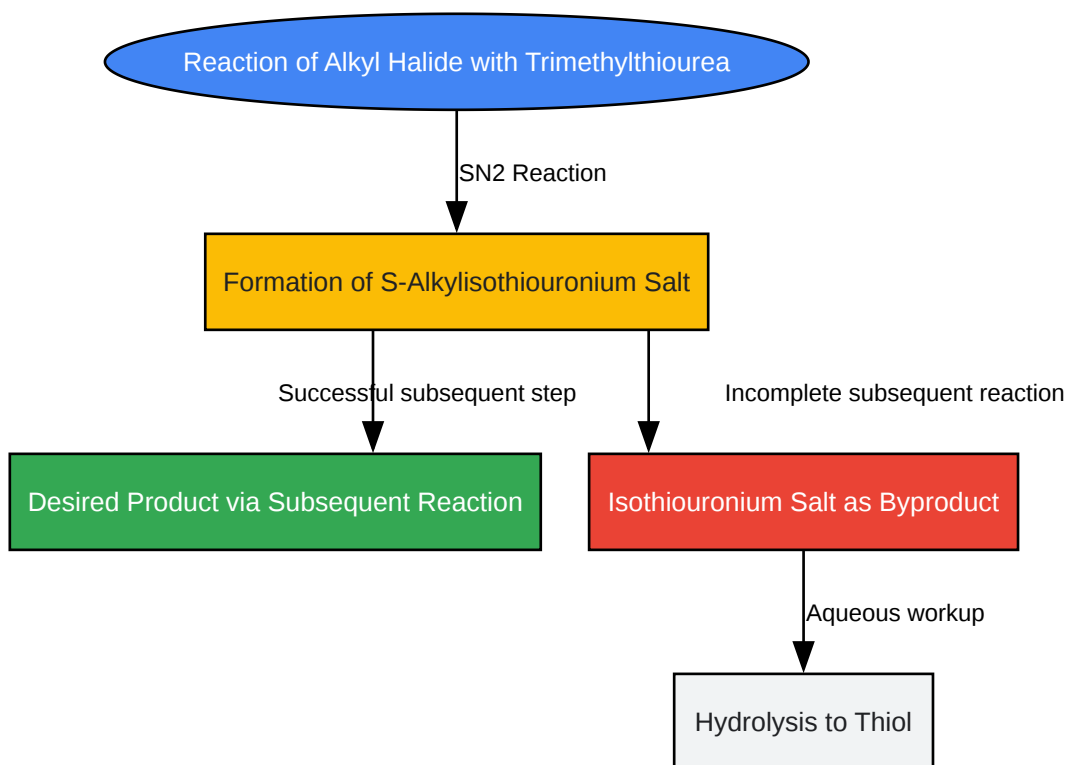 Reaction of Alkyl Halide with Trimethylthiourea
SN2 Reaction
Formation of S-Alkylisothiouronium Salt
Successful subsequent step
Incomplete subsequent reaction
Desired Product via Subsequent Reaction
Isothiouronium Salt as Byproduct
Aqueous workup
Hydrolysis to Thiol